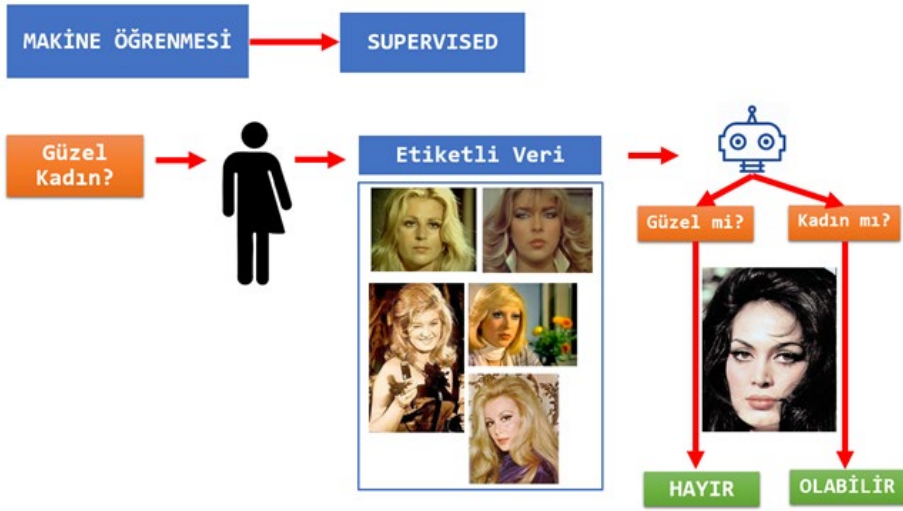 MAKİNE ÖĞRENMESİ
SUPERVISED
Güzel
Kadın?
Etiketli Veri
Güzel mi?
Kadın mı?
HAYIR
OLABİLİR